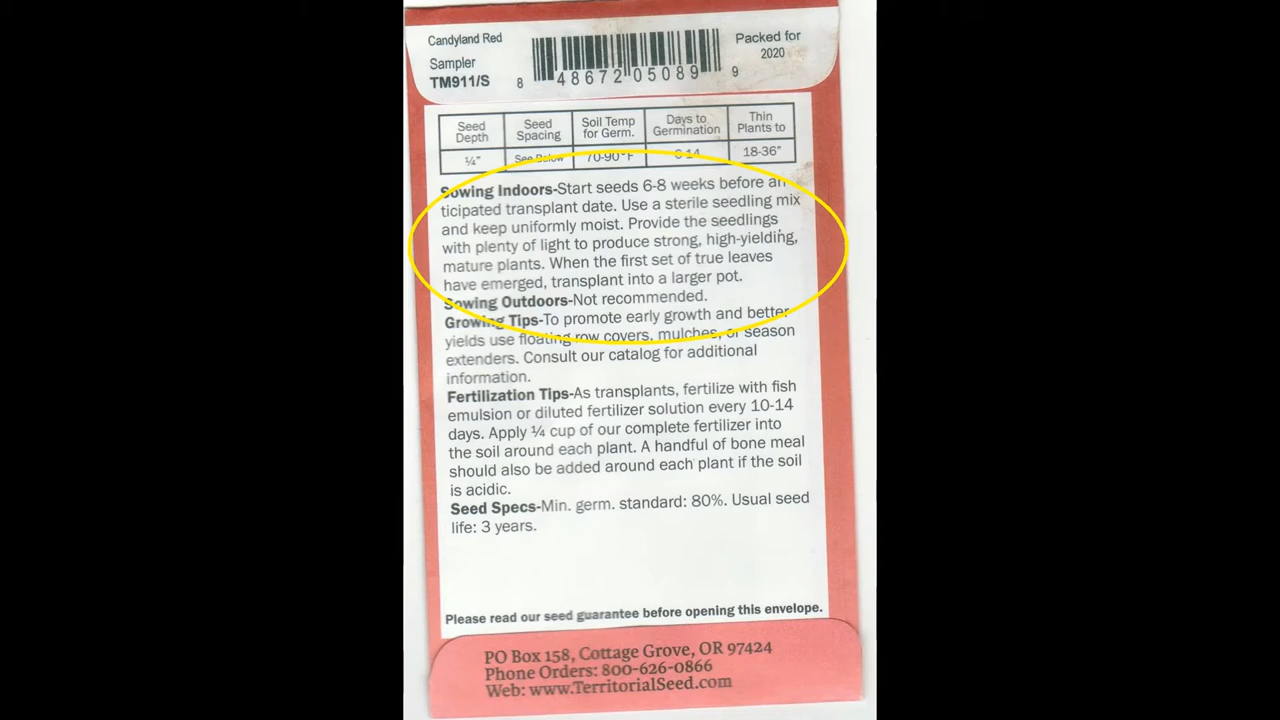 Candyland Red
Sampler
TM911/S
8 48672 05089 9
Packed for
2020
Seed Depth
Seed Spacing
Soil Temp for Germ.
Days to Germination
Thin Plants to
¼"
See Below
70-90°F
6-14
18-36"
Sowing Indoors-Start seeds 6-8 weeks before an
ticipated transplant date. Use a sterile seedling mix
and keep uniformly moist. Provide the seedlings
with plenty of light to produce strong, high-yielding,
mature plants. When the first set of true leaves
have emerged, transplant into a larger pot.
Sowing Outdoors-Not recommended.
Growing Tips-To promote early growth and better
yields use floating row covers, mulches, or season
extenders. Consult our catalog for additional
information.
Fertilization Tips-As transplants, fertilize with fish
emulsion or diluted fertilizer solution every 10-14
days. Apply ¼ cup of our complete fertilizer into
the soil around each plant. A handful of bone meal
should also be added around each plant if the soil
is acidic.
Seed Specs-Min. germ. standard: 80%. Usual seed
life: 3 years.
Please read our seed guarantee before opening this envelope.
PO Box 158, Cottage Grove, OR 97424
Phone Orders: 800-626-0866
Web: www.TerritorialSeed.com